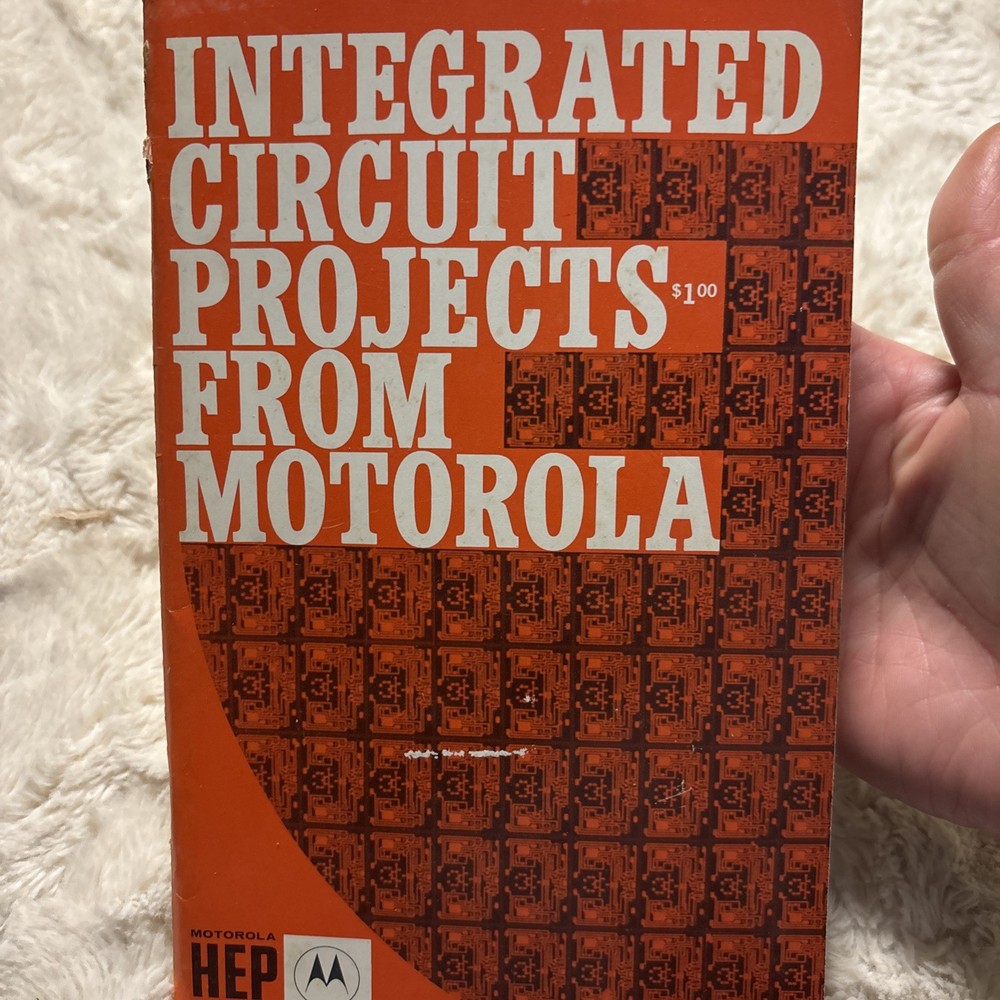 INTEGRATED
CIRCUIT
PROJECTS $1.00
FROM
MOTOROLA
MOTOROLA
HEP